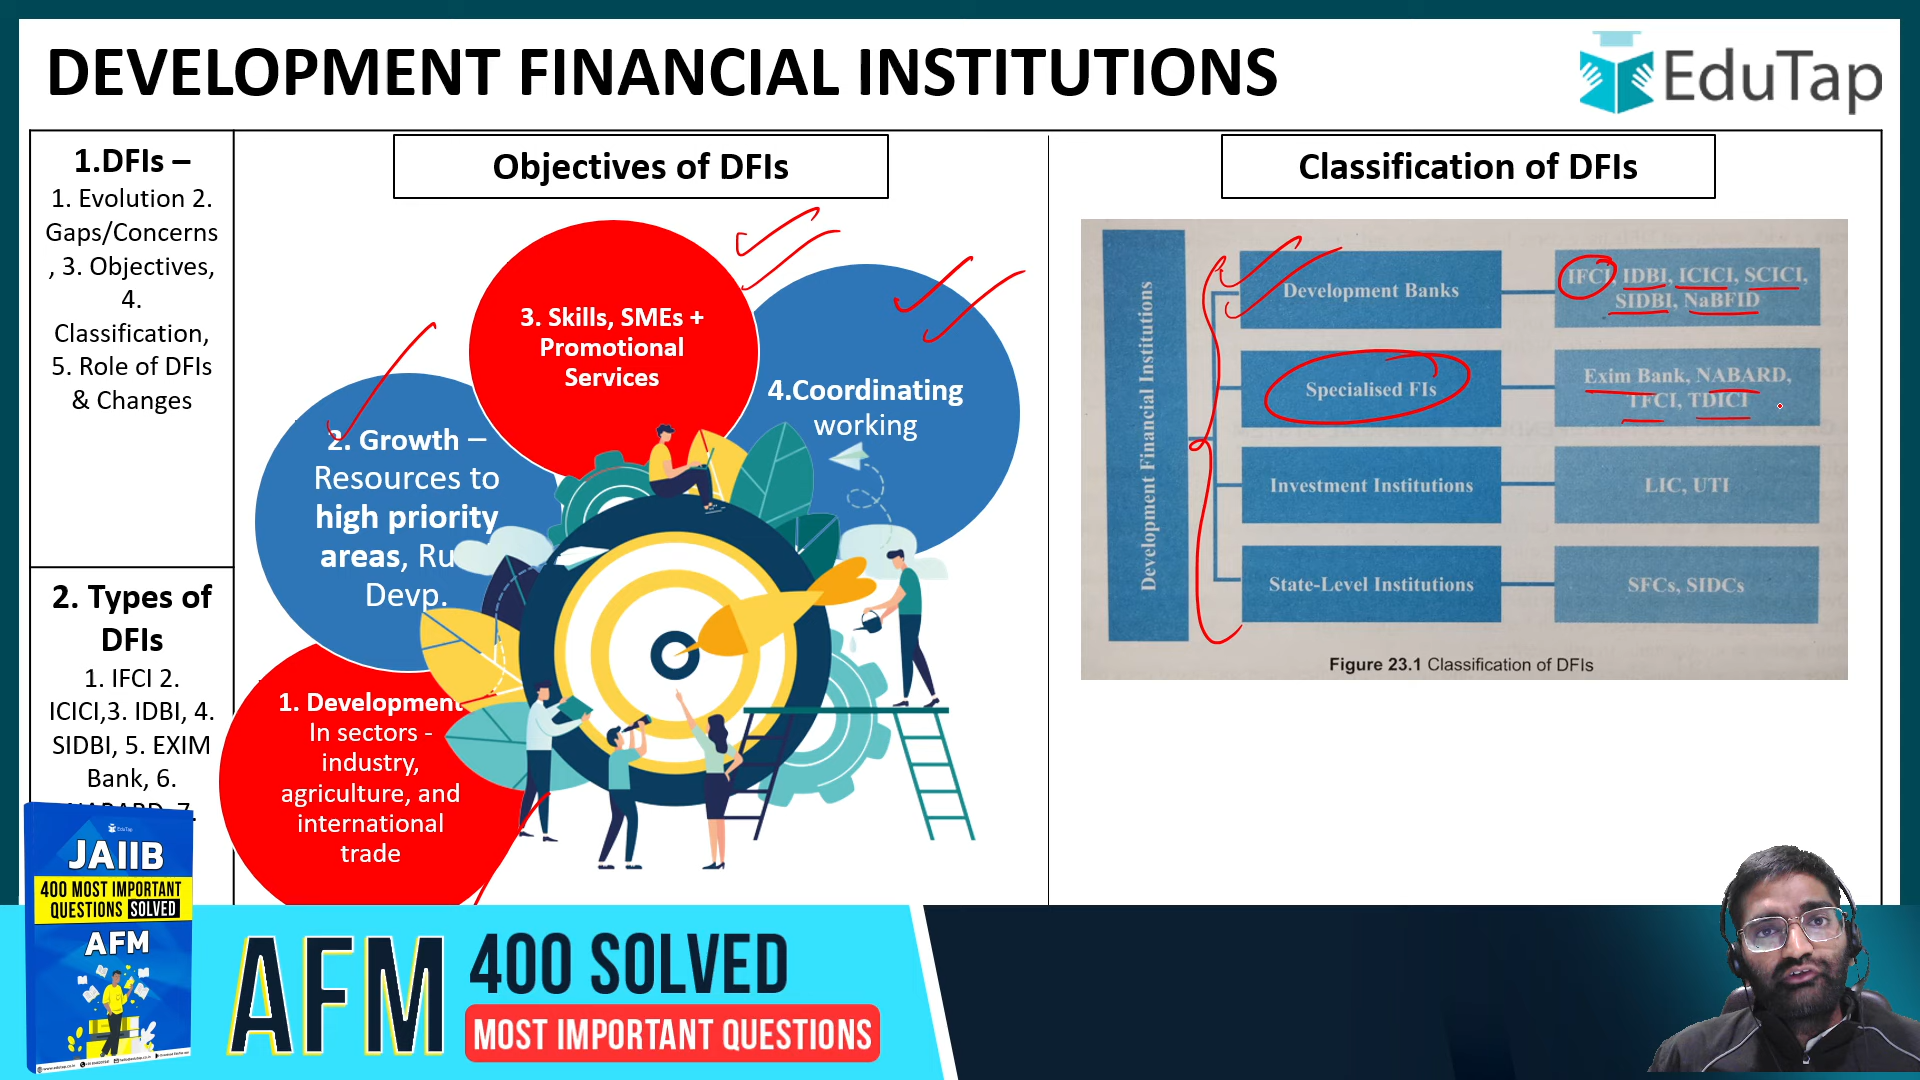 DEVELOPMENT FINANCIAL INSTITUTIONS
EduTap
1.DFIs –
1. Evolution 2.
Gaps/Concerns
, 3. Objectives,
4.
Classification,
5. Role of DFIs
& Changes
2. Types of
DFIs
1. IFCI 2.
ICICI,3. IDBI, 4.
SIDBI, 5. EXIM
Bank, 6.
NABARD, 7.
Objectives of DFIs
3. Skills, SMEs +
Promotional
Services
4.Coordinating
working
2. Growth –
Resources to
high priority
areas, Ru
Devp.
1. Development
In sectors -
industry,
agriculture, and
international
trade
Classification of DFIs
Development Financial Institutions
Development Banks
IFCI, IDBI, ICICI, SCICI,
SIDBI, NaBFID
Specialised FIs
Exim Bank, NABARD,
TFCI, TDICI
Investment Institutions
LIC, UTI
State-Level Institutions
SFCs, SIDCs
Figure 23.1 Classification of DFIs
EduTap
JAIIB
400 MOST IMPORTANT
QUESTIONS SOLVED
AFM
AFM
400 SOLVED
MOST IMPORTANT QUESTIONS